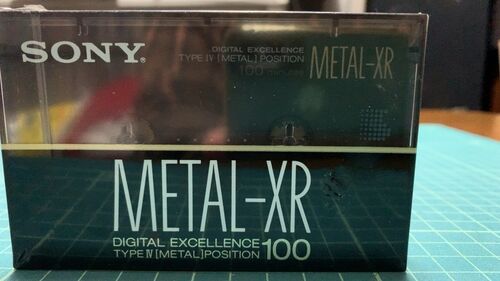 SONY®
DIGITAL EXCELLENCE
TYPE IV [METAL] POSITION
100 minutes METAL-XR
METAL-XR
DIGITAL EXCELLENCE 100
TYPE IV [METAL] POSITION